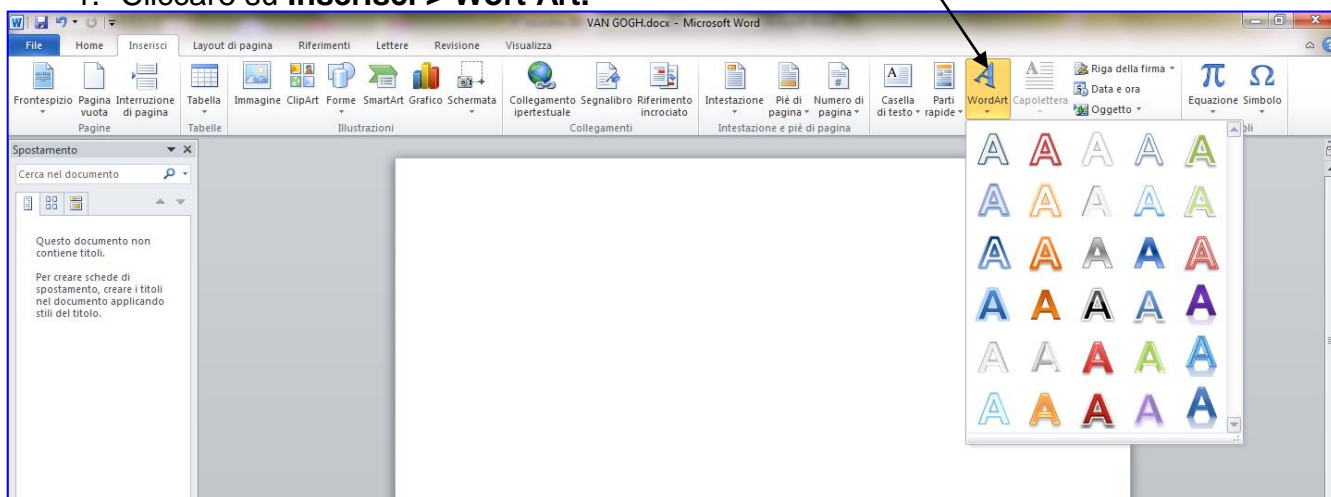 1. Cliccare su Inserisci > Wort Art.
VAN GOGH.docx - Microsoft Word
File Home Inserisci Layout di pagina Riferimenti Lettere Revisione Visualizza
Frontespizio Pagina vuota Interruzione di pagina Tabella Immagine ClipArt Forme SmartArt Grafico Schermata Collegamento ipertestuale Segnalibro Riferimento incrociato Intestazione Piè di pagina Numero di pagina Casella di testo Parti rapide WordArt Capolettera Riga della firma
Data e ora
Oggetto
Equazione Simbolo
Pagine Tabelle Illustrazioni Collegamenti Intestazione e piè di pagina
Spostamento
Cerca nel documento
Questo documento non
contiene titoli.
Per creare schede di
spostamento, creare i titoli
nel documento applicando
stili del titolo.